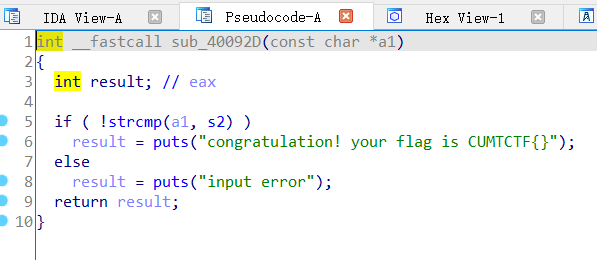 IDA View-A Pseudocode-A Hex View-1 A
1 int __fastcall sub_40092D(const char *a1)
2 {
3 int result; // eax
4
5 if ( !strcmp(a1, s2) )
6 result = puts("congratulation! your flag is CUMTCTF{}");
7 else
8 result = puts("input error");
9 return result;
10 }